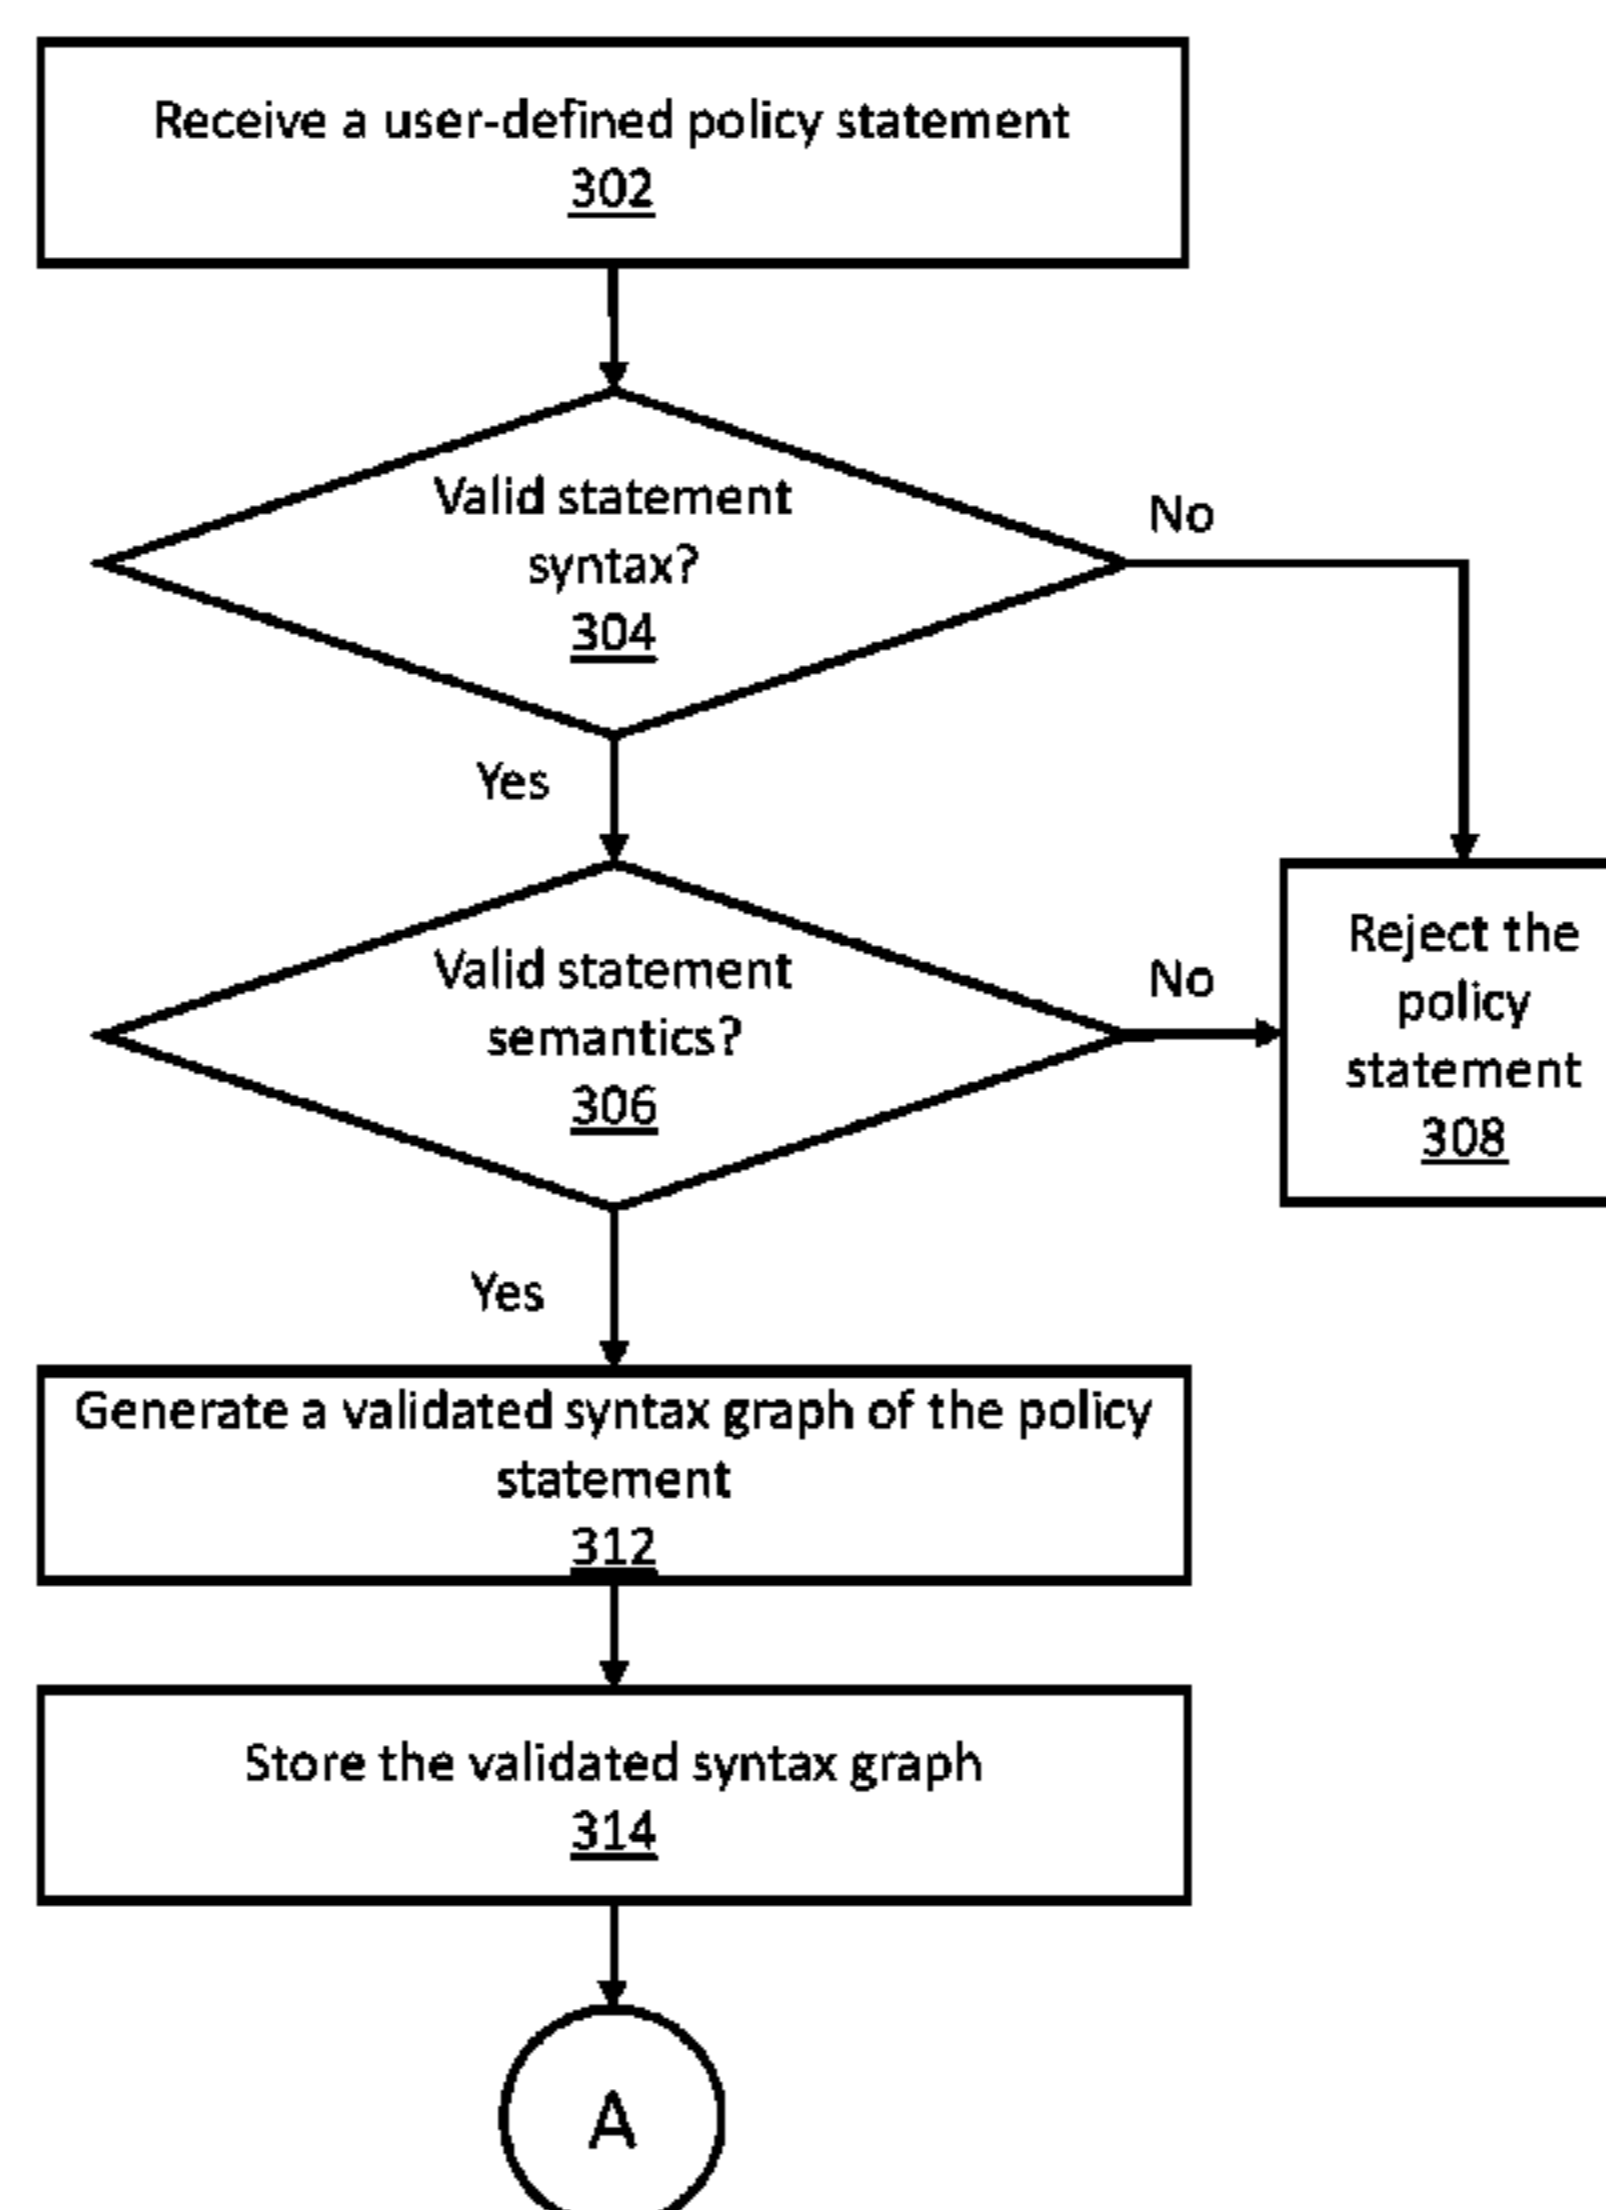 Receive a user-defined policy statement
302
Valid statement
syntax?
304
No
Yes
Valid statement
semantics?
306
No
Reject the
policy
statement
308
Yes
Generate a validated syntax graph of the policy
statement
312
Store the validated syntax graph
314
A